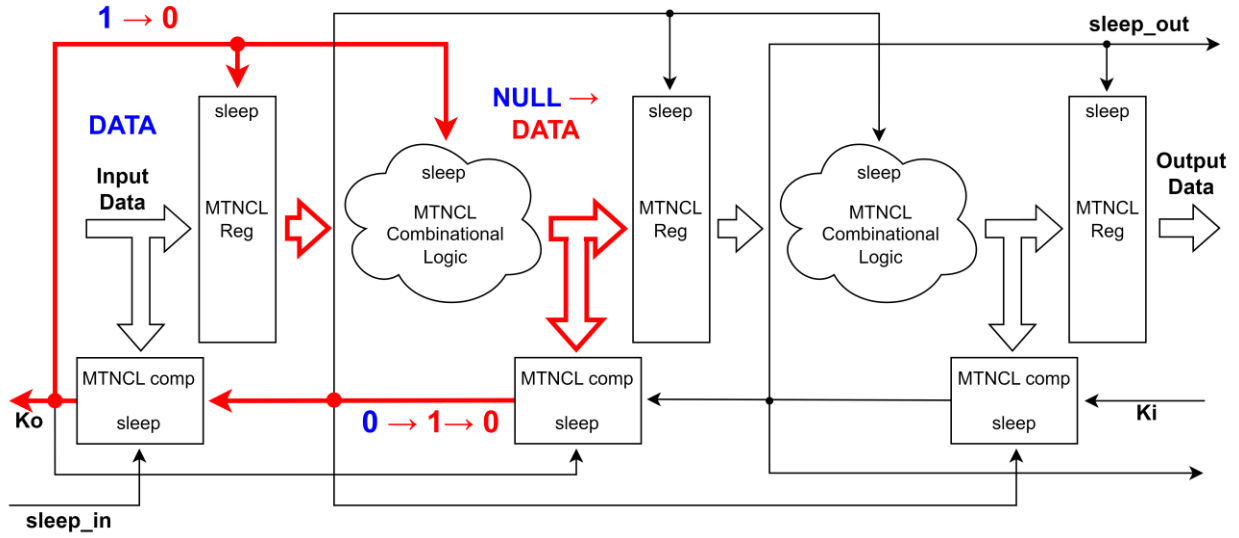 1 → 0
sleep_out
DATA
Input
Data
sleep
MTNCL
Reg
sleep
MTNCL
Combinational
Logic
NULL →
DATA
sleep
MTNCL
Reg
sleep
MTNCL
Combinational
Logic
sleep
MTNCL
Reg
Output
Data
MTNCL comp
sleep
Ko
0 → 1→ 0
MTNCL comp
sleep
MTNCL comp
sleep
Ki
sleep_in